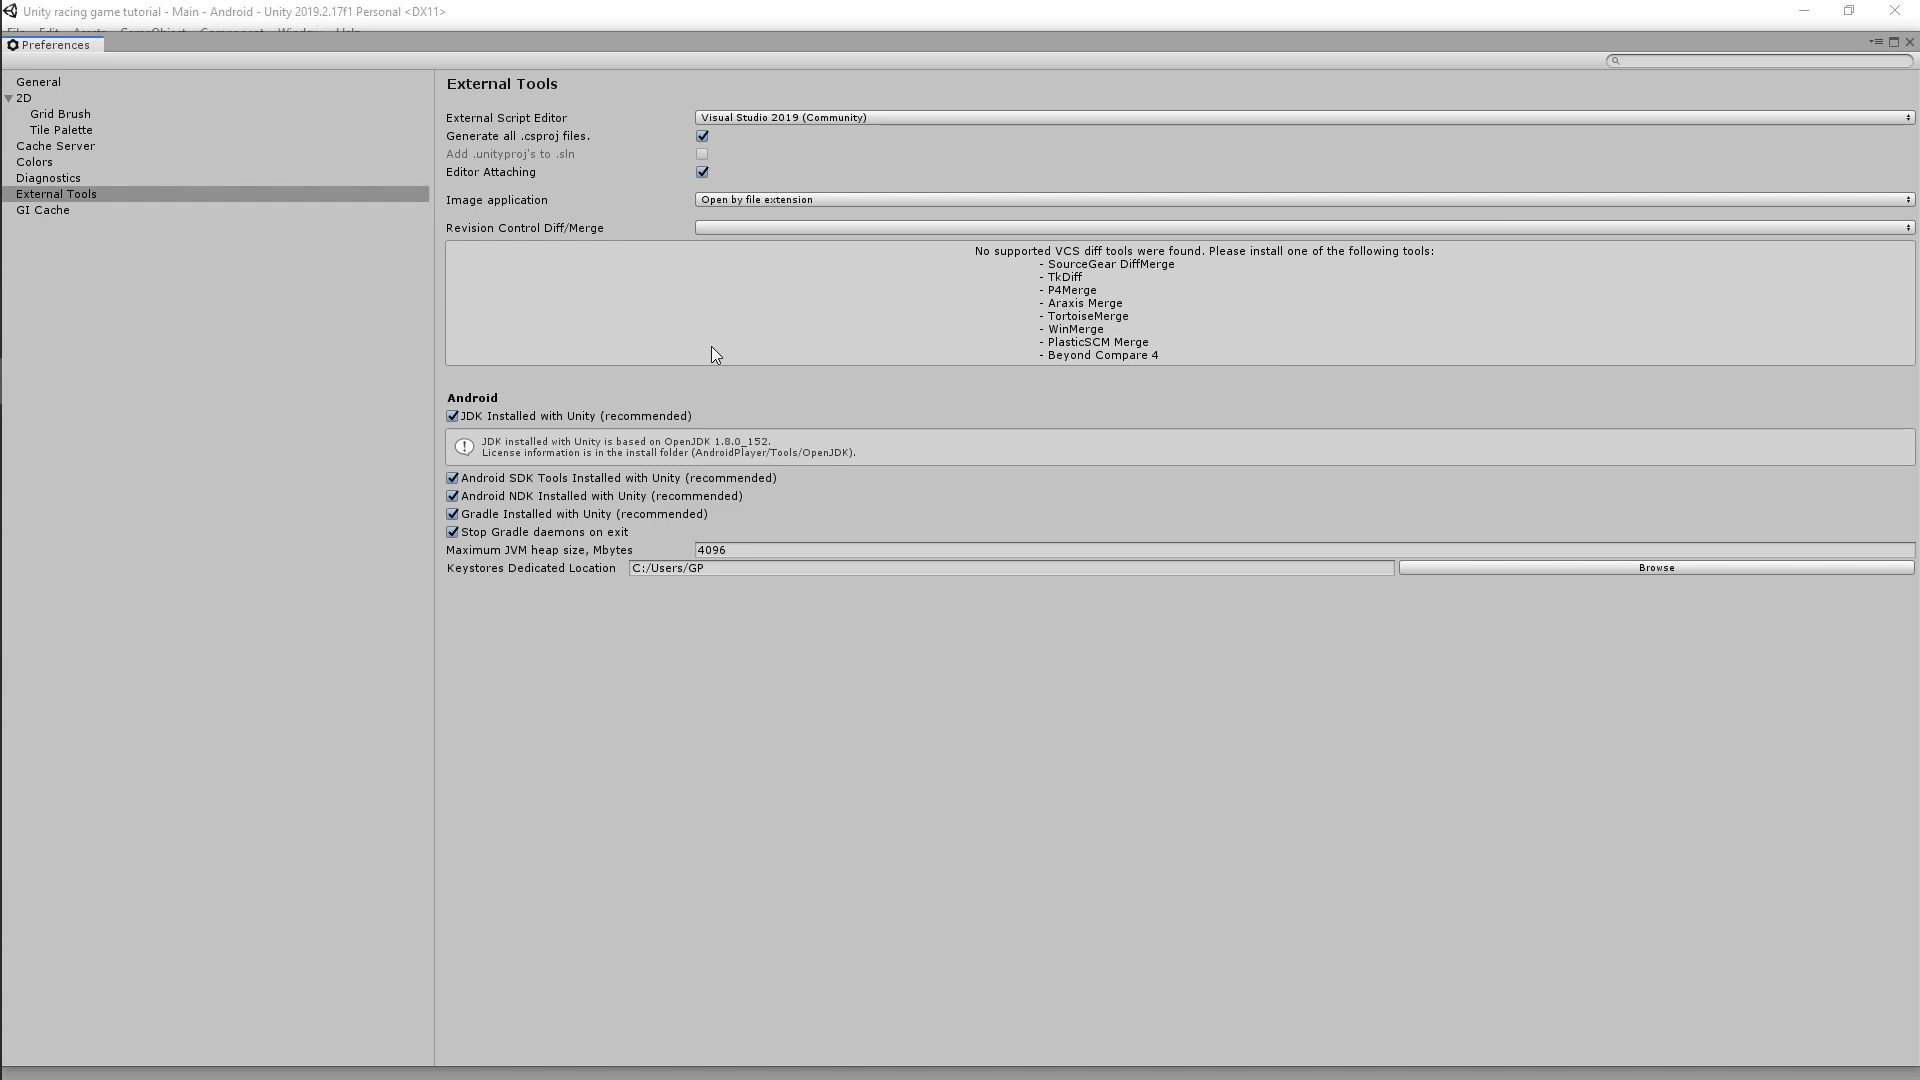 Unity racing game tutorial - Main - Android - Unity 2019.2.17f1 Personal <DX11>
File Edit Assets GameObject Component Window Help
Preferences
General
2D
Grid Brush
Tile Palette
Cache Server
Colors
Diagnostics
External Tools
GI Cache
External Tools
External Script Editor Visual Studio 2019 (Community)
Generate all .csproj files.
Add .unityproj's to .sln
Editor Attaching
Image application Open by file extension
Revision Control Diff/Merge
No supported VCS diff tools were found. Please install one of the following tools:
- SourceGear DiffMerge
- TkDiff
- P4Merge
- Araxis Merge
- TortoiseMerge
- WinMerge
- PlasticSCM Merge
- Beyond Compare 4
Android
JDK Installed with Unity (recommended)
JDK installed with Unity is based on OpenJDK 1.8.0_152.
License information is in the install folder (AndroidPlayer/Tools/OpenJDK).
Android SDK Tools Installed with Unity (recommended)
Android NDK Installed with Unity (recommended)
Gradle Installed with Unity (recommended)
Stop Gradle daemons on exit
Maximum JVM heap size, Mbytes 4096
Keystores Dedicated Location C:/Users/GP Browse